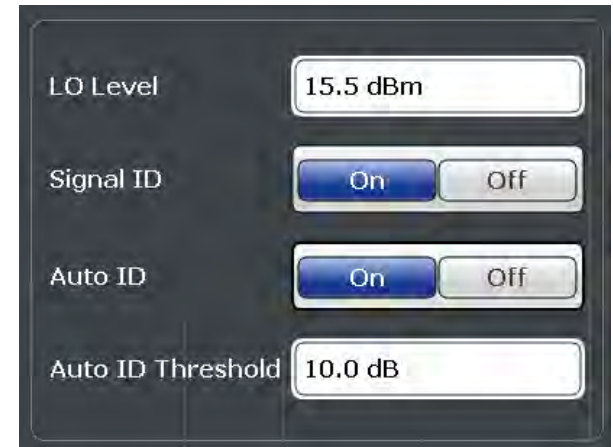 LO Level 15.5 dBm
Signal ID On Off
Auto ID On Off
Auto ID Threshold 10.0 dB